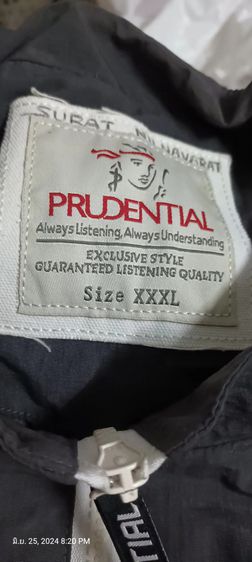 SURAT
PRUDENTIAL
Always Listening, Always Understanding
EXCLUSIVE STYLE
GUARANTEED LISTENING QUALITY
Size XXXL
TIAL
มิ.ย. 25, 2024 8:20 PM